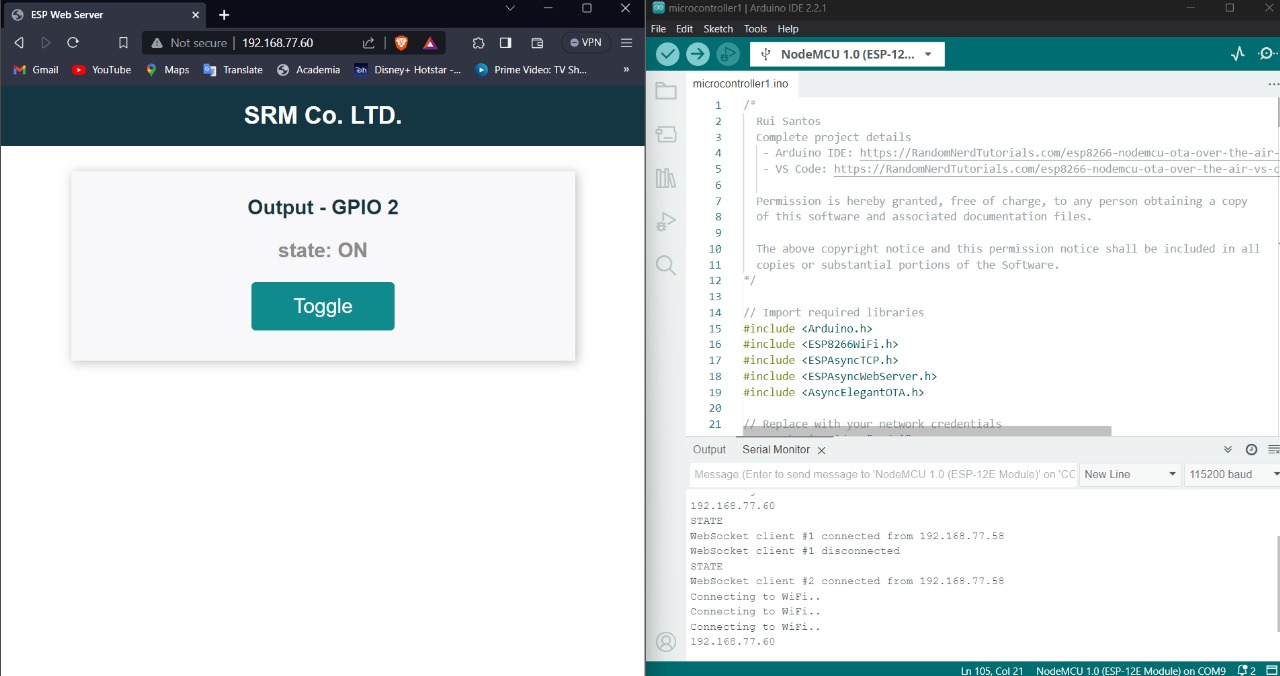 ESP Web Server
Not secure
192.168.77.60
VPN
Gmail
YouTube
Maps
Translate
Academia
Disney+ Hotstar -...
Prime Video: TV Sh...
»
SRM Co. LTD.
Output - GPIO 2
state: ON
Toggle
microcontroller1 | Arduino IDE 2.2.1
File Edit Sketch Tools Help
NodeMCU 1.0 (ESP-12...
microcontroller1.ino
1 /*
2 Rui Santos
3 Complete project details
4 - Arduino IDE: https://RandomNerdTutorials.com/esp8266-nodemcu-ota-over-the-air-
5 - VS Code: https://RandomNerdTutorials.com/esp8266-nodemcu-ota-over-the-air-vs-c
6
7 Permission is hereby granted, free of charge, to any person obtaining a copy
8 of this software and associated documentation files.
9
10 The above copyright notice and this permission notice shall be included in all
11 copies or substantial portions of the Software.
12 */
13
14 // Import required libraries
15 #include <Arduino.h>
16 #include <ESP8266WiFi.h>
17 #include <ESPAsyncTCP.h>
18 #include <ESPAsyncWebServer.h>
19 #include <AsyncElegantOTA.h>
20
21 // Replace with your network credentials
Output Serial Monitor
Message (Enter to send message to 'NodeMCU 1.0 (ESP-12E Module)' on 'CC
New Line
115200 baud
192.168.77.60
STATE
WebSocket client #1 connected from 192.168.77.58
WebSocket client #1 disconnected
STATE
WebSocket client #2 connected from 192.168.77.58
Connecting to WiFi..
Connecting to WiFi..
Connecting to WiFi..
192.168.77.60
Ln 105, Col 21 NodeMCU 1.0 (ESP-12E Module) on COM9 2